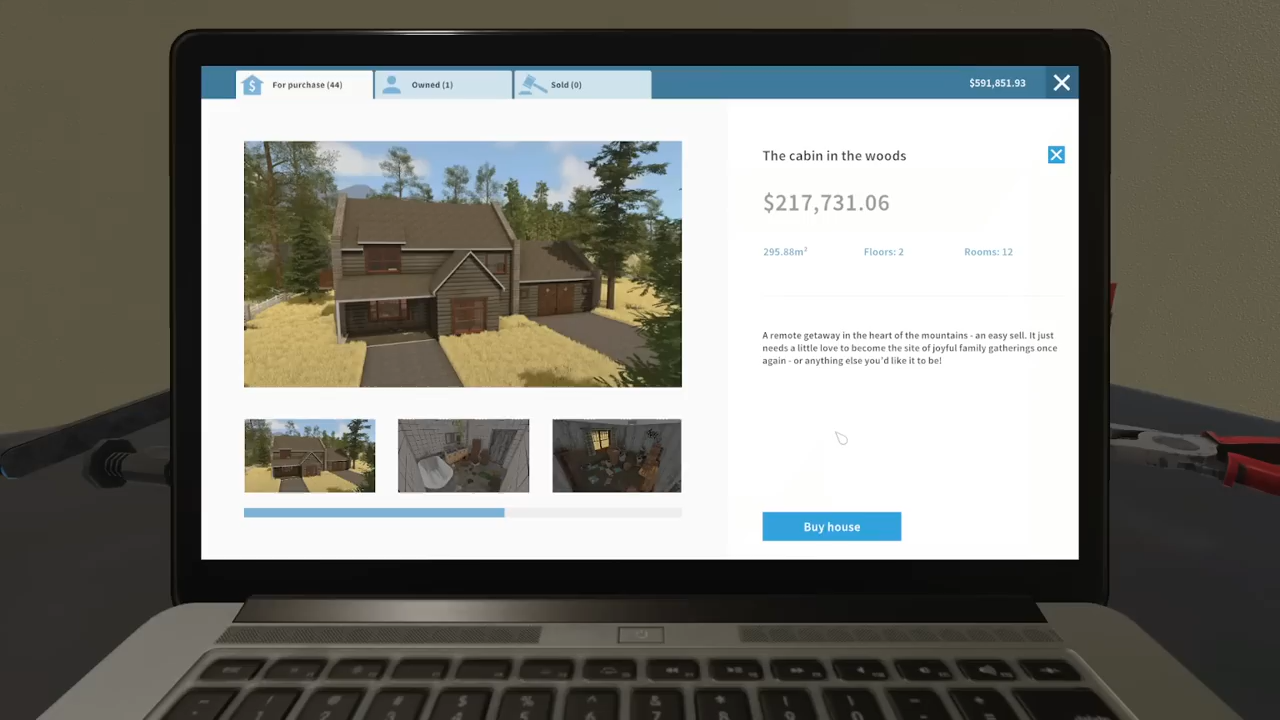 For purchase (44)
Owned (1)
Sold (0)
$591,851.93
The cabin in the woods
$217,731.06
295.88m²
Floors: 2
Rooms: 12
A remote getaway in the heart of the mountains - an easy sell. It just
needs a little love to become the site of joyful family gatherings once
again - or anything else you'd like it to be!
Buy house